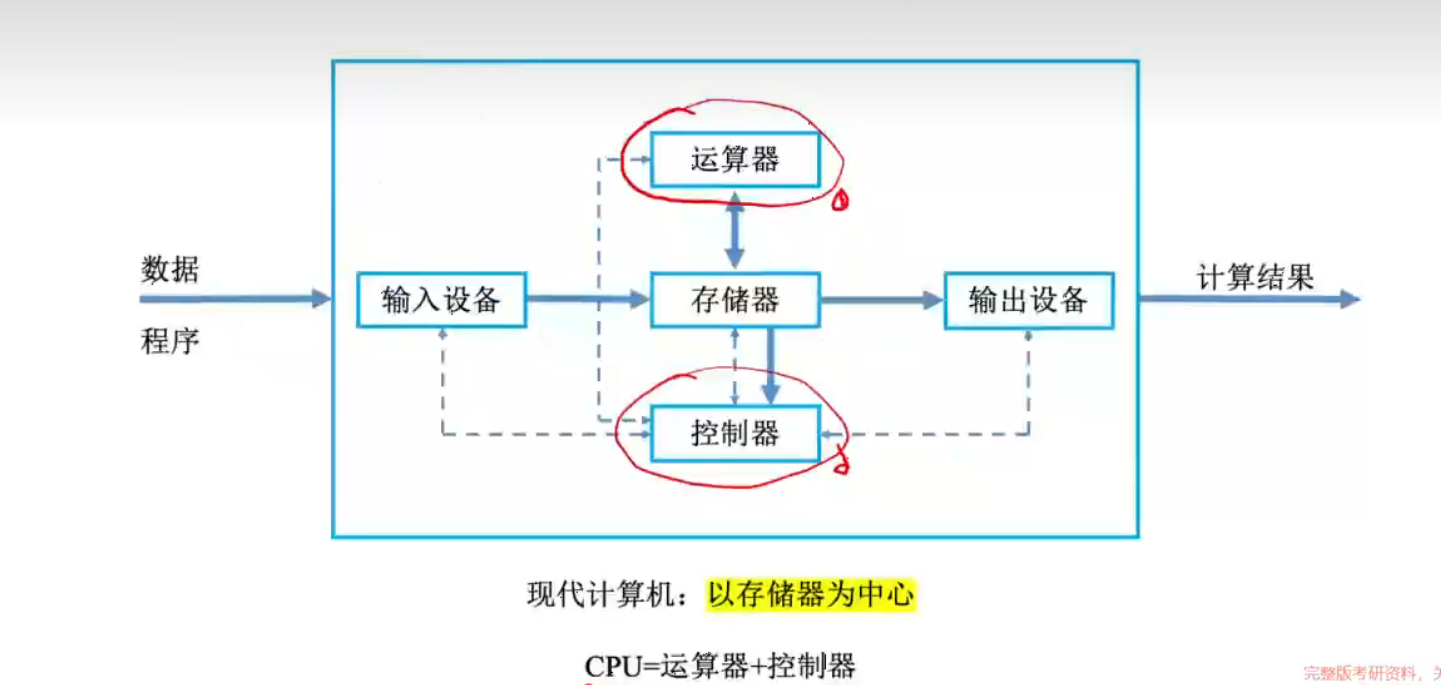 运算器
数据
输入设备
存储器
输出设备
计算结果
程序
控制器
现代计算机：以存储器为中心
CPU=运算器+控制器
完整版考研资料，